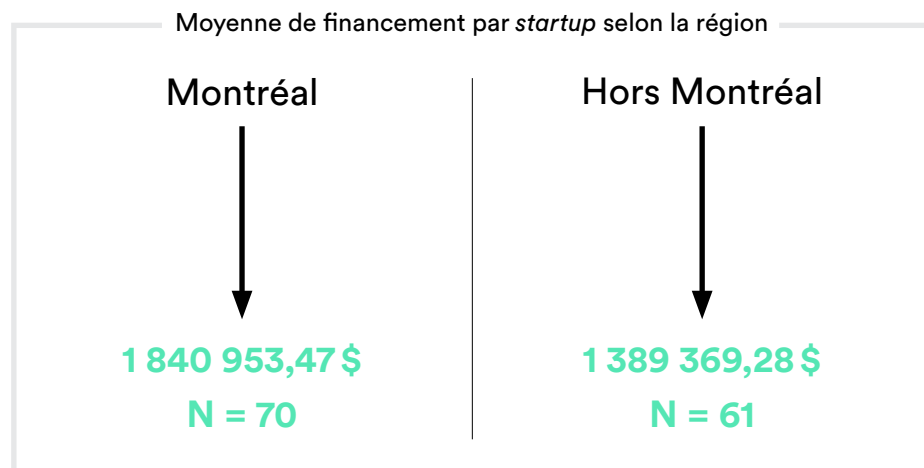 Moyenne de financement par startup selon la région
Montréal
1 840 953,47 $
N = 70
Hors Montréal
1 389 369,28 $
N = 61